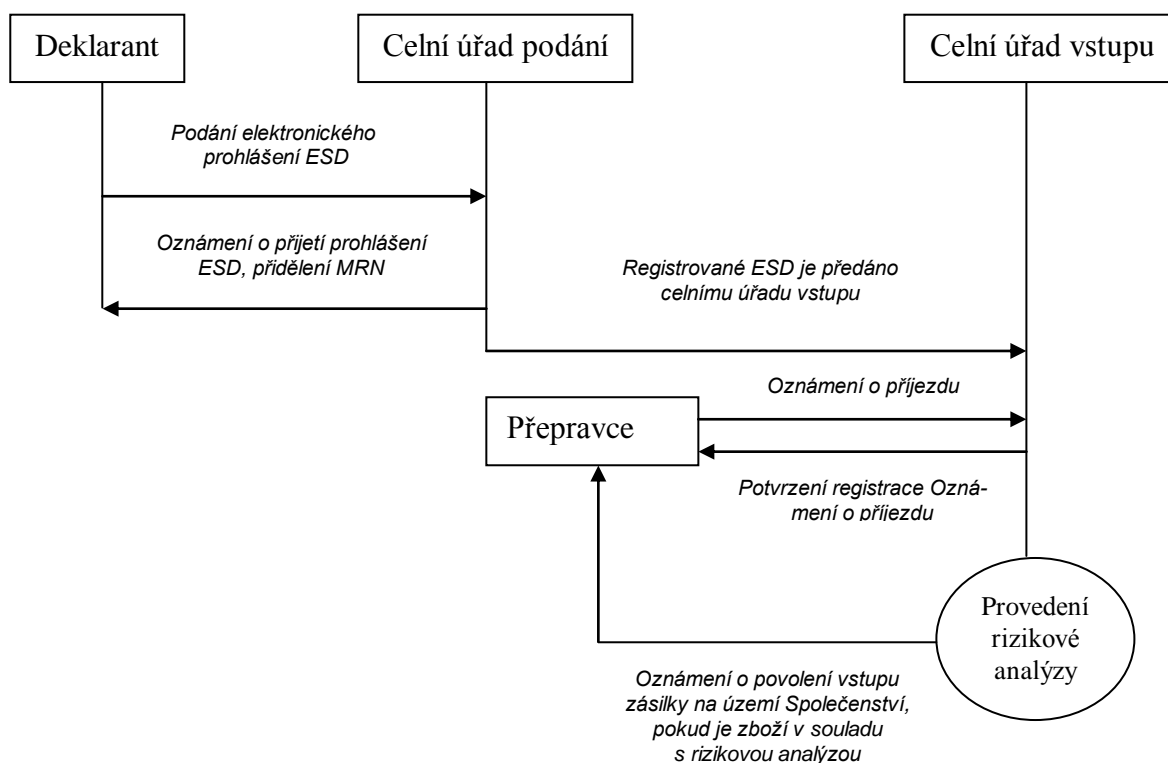 Deklarant
Celní úřad podání
Celní úřad vstupu
Podání elektronického
prohlášení ESD
Oznámení o přijetí prohlášení
ESD, přidělení MRN
Registrované ESD je předáno
celnímu úřadu vstupu
Oznámení o příjezdu
Přepravce
Potvrzení registrace Ozná-
mení o příjezdu
Provedení
rizikové
analýzy
Oznámení o povolení vstupu
zásilky na území Společenství,
pokud je zboží v souladu
s rizikovou analýzou